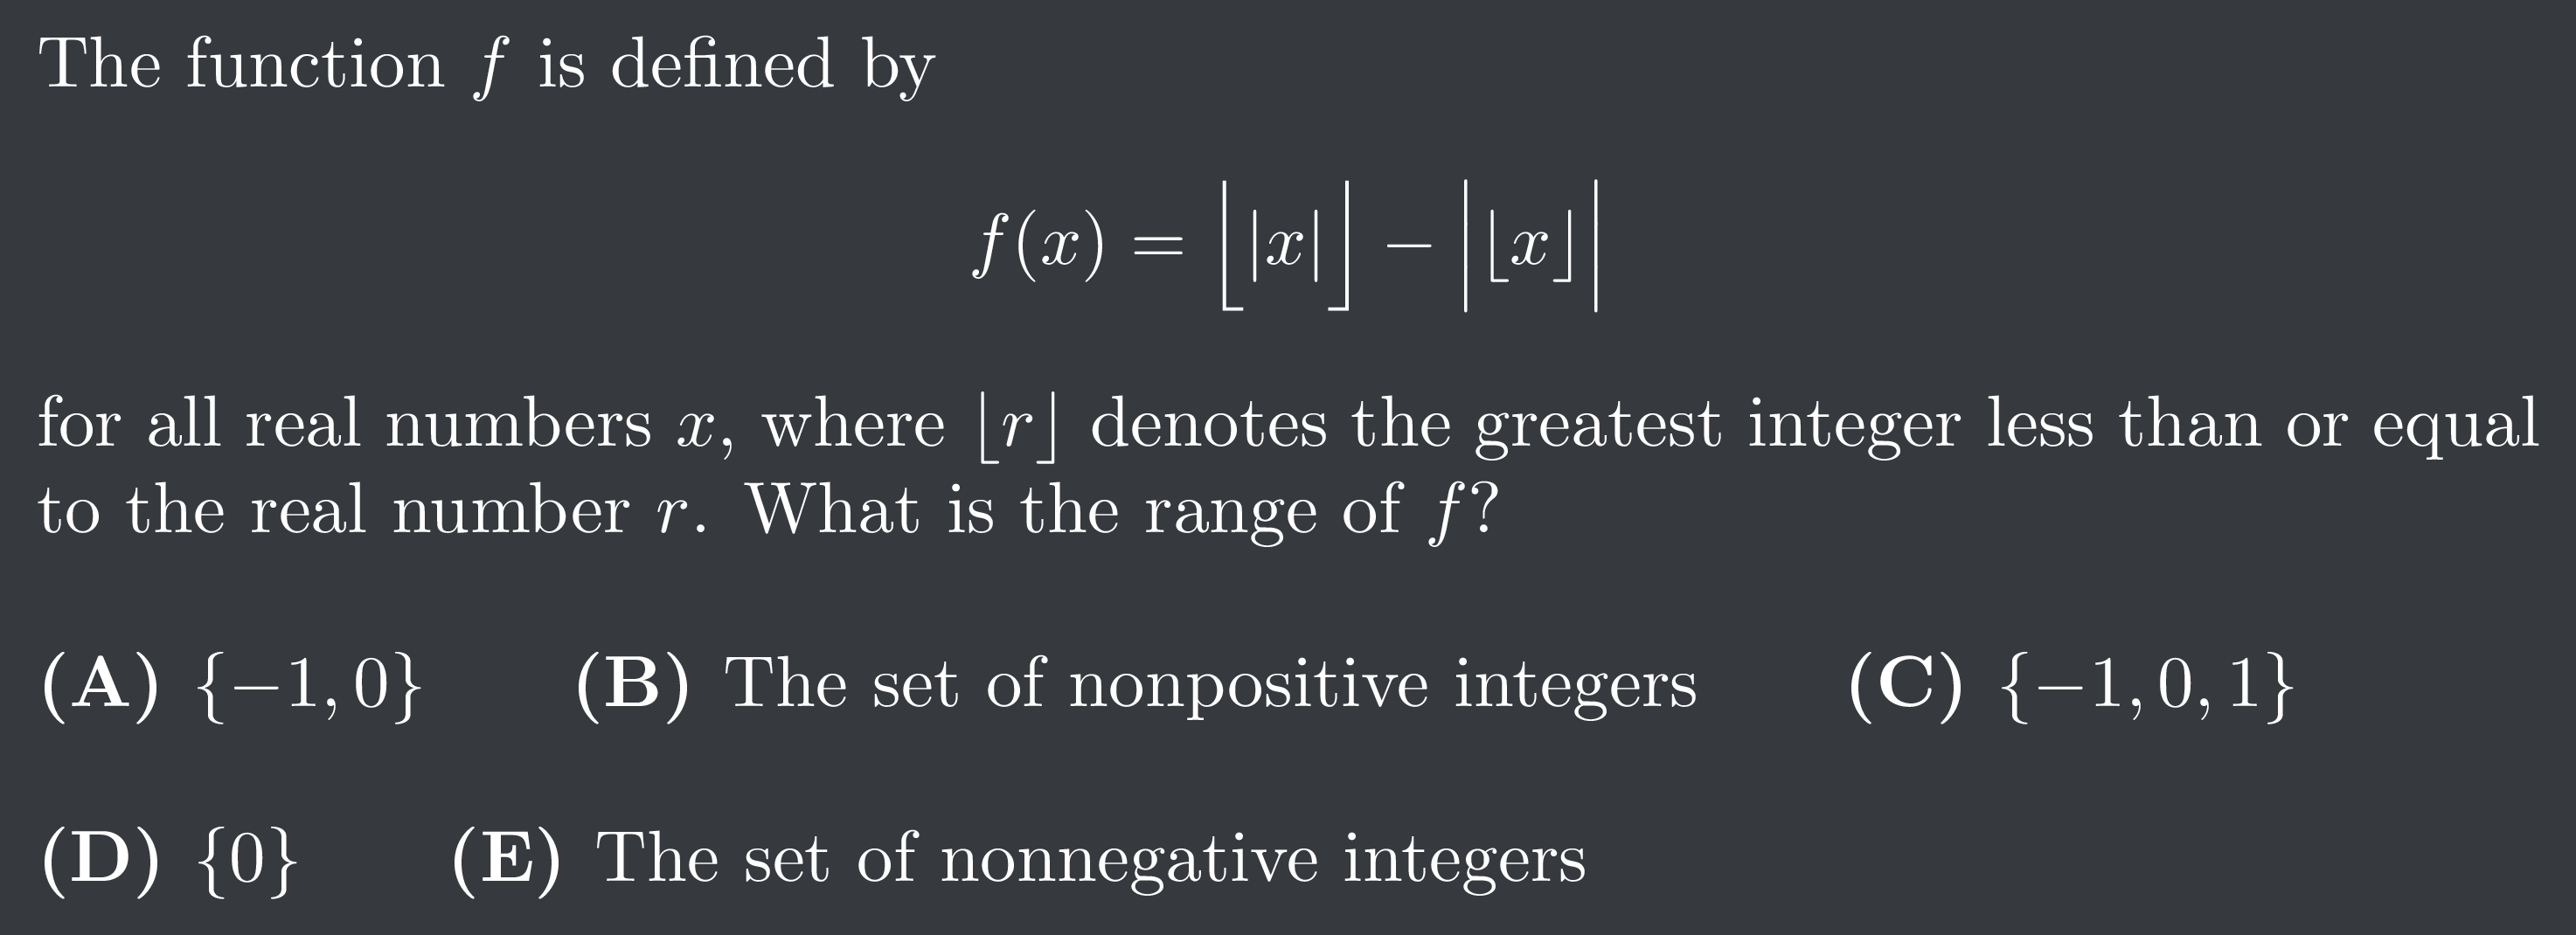 The function f is defined by
f(x) = ⌊|x|⌋ − |⌊x⌋|
for all real numbers x, where ⌊r⌋ denotes the greatest integer less than or equal
to the real number r. What is the range of f?
(A) {−1, 0} (B) The set of nonpositive integers (C) {−1, 0, 1}
(D) {0} (E) The set of nonnegative integers